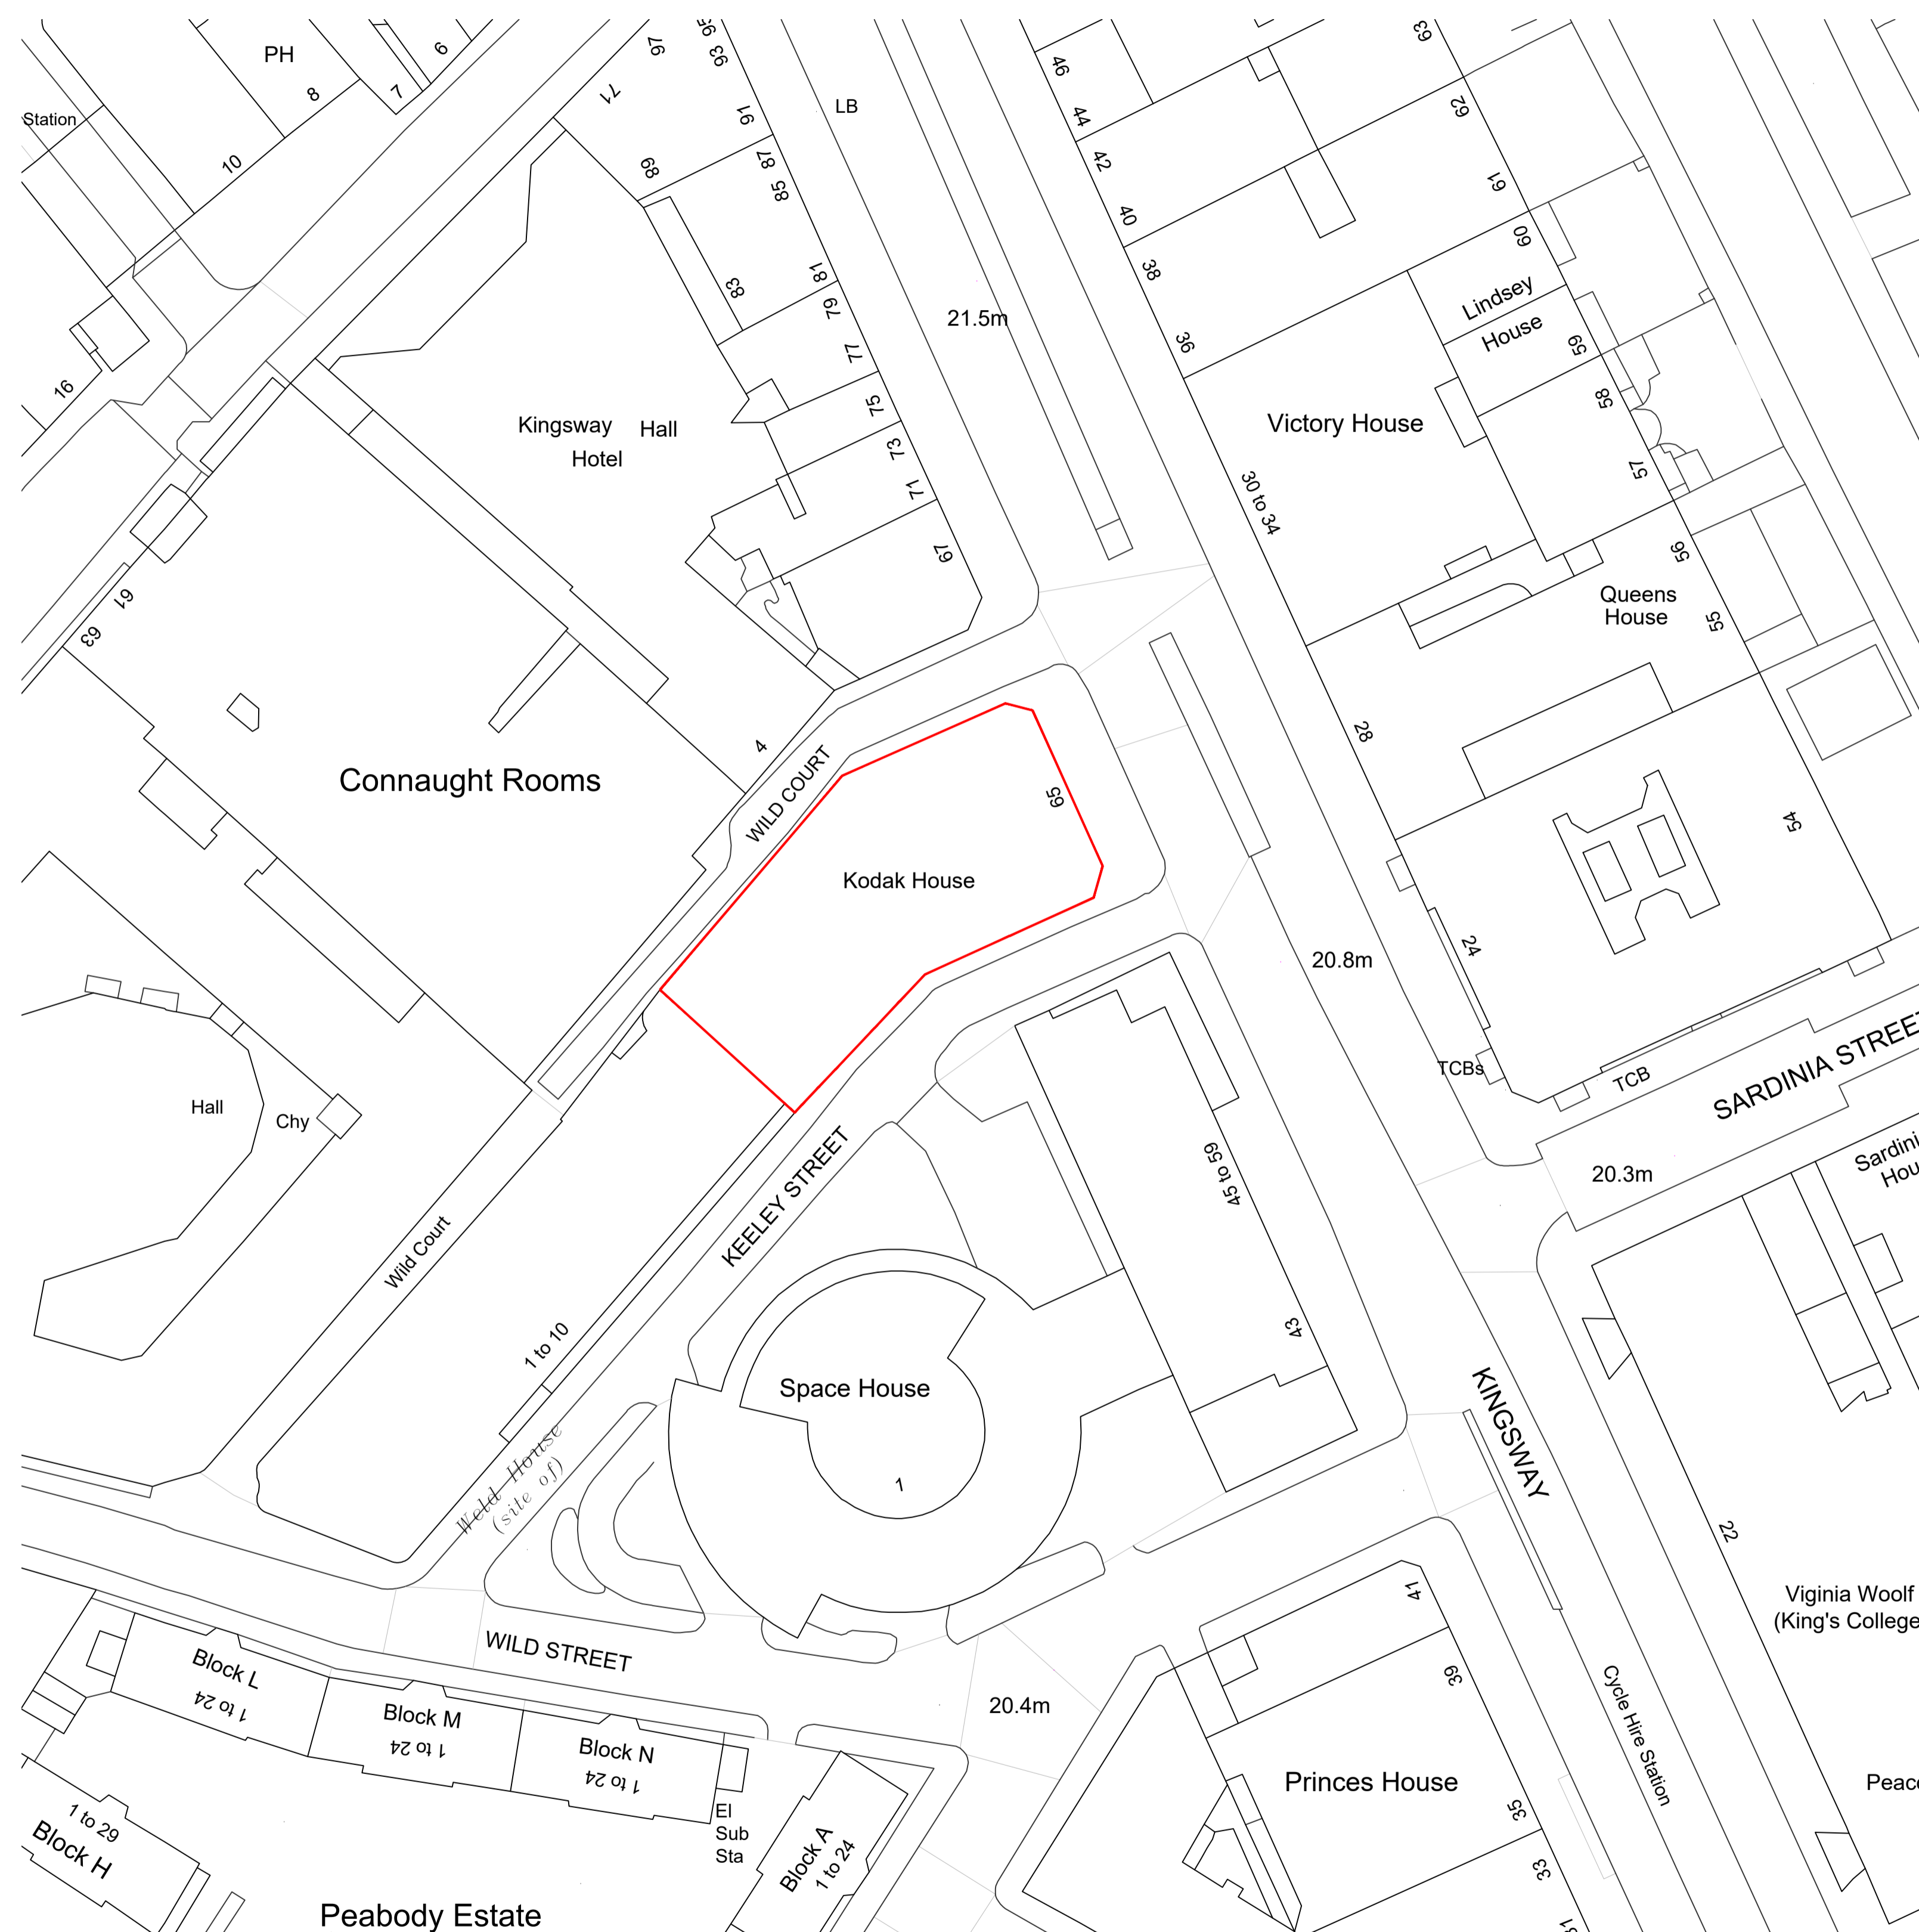 PH
6
7
8
10
Station
16
97
71
95
93
91
89
87
85
83
81
79
77
75
73
71
67
LB
46
44
42
40
38
36
63
62
61
60
Lindsey
House
59
58
57
56
55
54
21.5m
Kingsway Hall
Hotel
Victory House
30 to 34
Queens
House
28
61
63
4
Connaught Rooms
WILD COURT
65
Kodak House
24
20.8m
TCBs
TCB
SARDINIA STREET
20.3m
Hall
Chy
Wild Court
KEELEY STREET
45 to 59
43
1 to 10
Space House
1
KINGSWAY
22
Weld House
(site of)
WILD STREET
Block L
1 to 24
Block M
1 to 24
Block N
1 to 24
El
Sub
Sta
Block A
1 to 24
1 to 29
Block H
Peabody Estate
20.4m
41
39
35
33
31
Princes House
Cycle Hire Station
Viginia Woolf
(King's College
Peac
Sardini
Hou